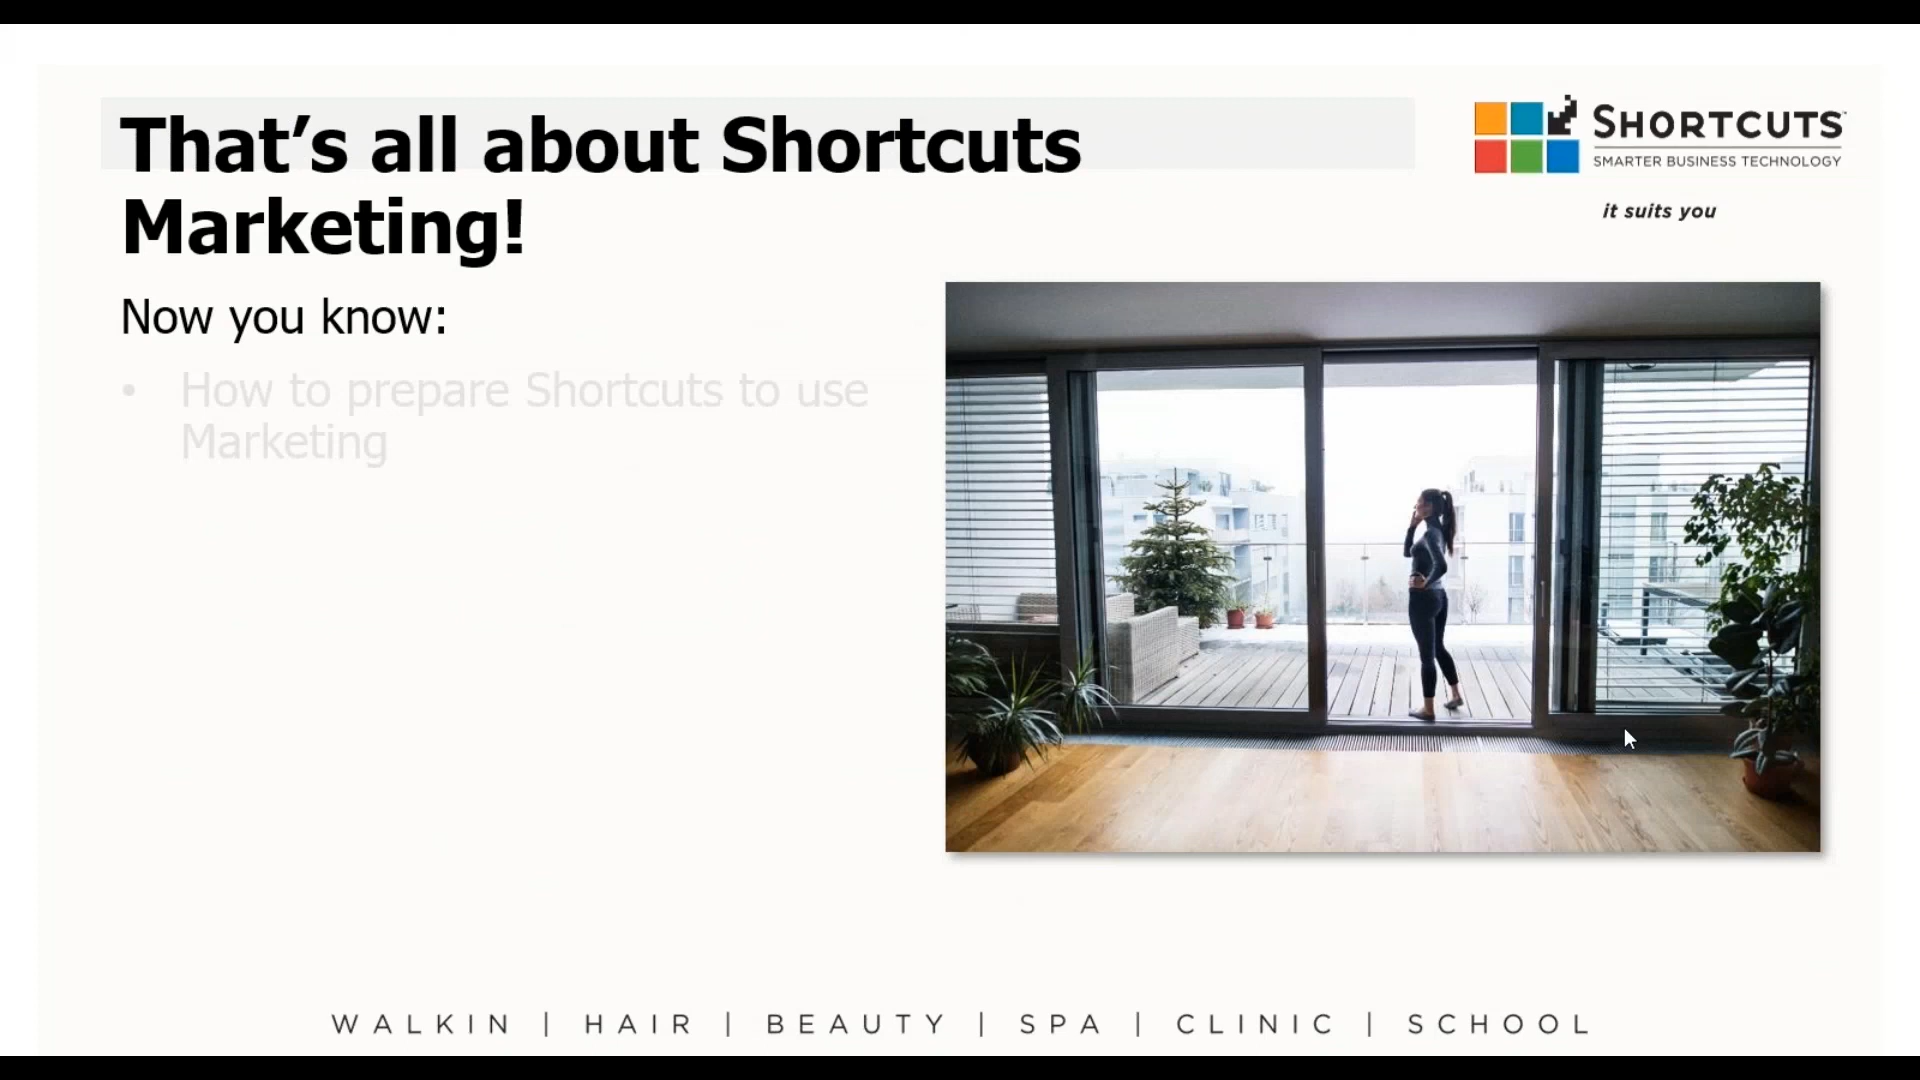 That’s all about Shortcuts
Marketing!
SHORTCUTS™
SMARTER BUSINESS TECHNOLOGY
it suits you
Now you know:
• How to prepare Shortcuts to use
Marketing
WALKIN | HAIR | BEAUTY | SPA | CLINIC | SCHOOL